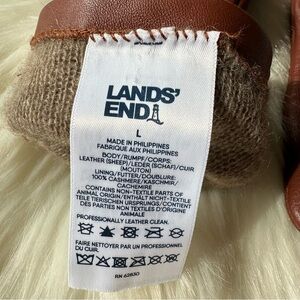 LANDS'
END
L
MADE IN PHILIPPINES
FABRIQUE AUX PHILIPPINES
BODY/RUMPF/CORPS:
LEATHER (SHEEP)/LEDER (SCHAF)/CUIR
(MOUTON)
LINING/FUTTER/DOUBLURE:
100% CASHMERE/KASCHMIR/
CACHEMIRE
CONTAINS NON-TEXTILE PARTS OF
ANIMAL ORIGIN/ENTHÄLT NICHT-TEXTILE
TEILE TIERISCHEN URSPRUNGS/CONTIENT
DES PARTIES NON TEXTILES D'ORIGINE
ANIMALE
PROFESSIONALLY LEATHER CLEAN
FAIRE NETTOYER PAR UN PROFESSIONNEL
DU CUIR.
RN 62830